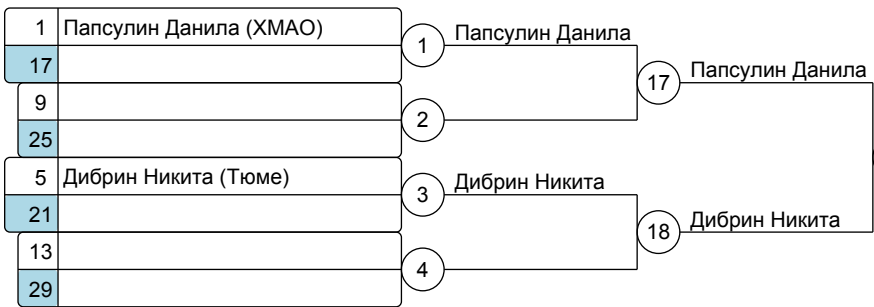 1 Папсулин Данила (ХМАО)
17
1 Папсулин Данила
9
25
2
17 Папсулин Данила
5 Дибрин Никита (Тюме)
21
3 Дибрин Никита
13
29
4
18 Дибрин Никита